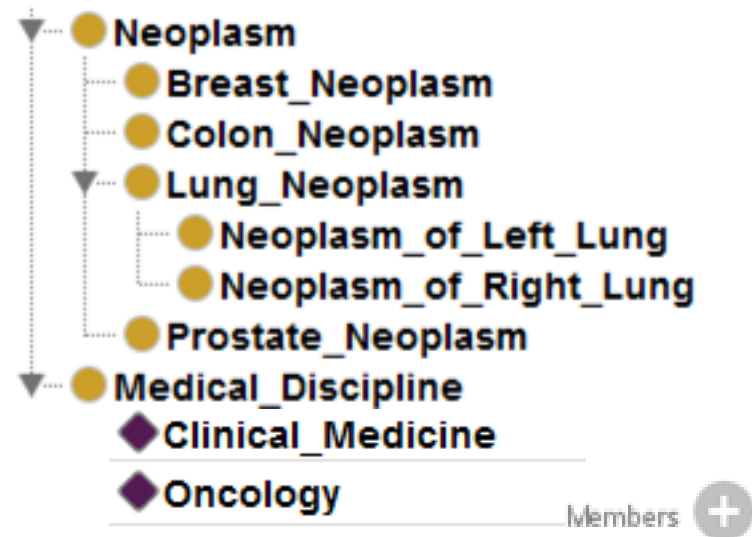 Neoplasm
Breast_Neoplasm
Colon_Neoplasm
Lung_Neoplasm
Neoplasm_of_Left_Lung
Neoplasm_of_Right_Lung
Prostate_Neoplasm
Medical_Discipline
Clinical_Medicine
Oncology
Members